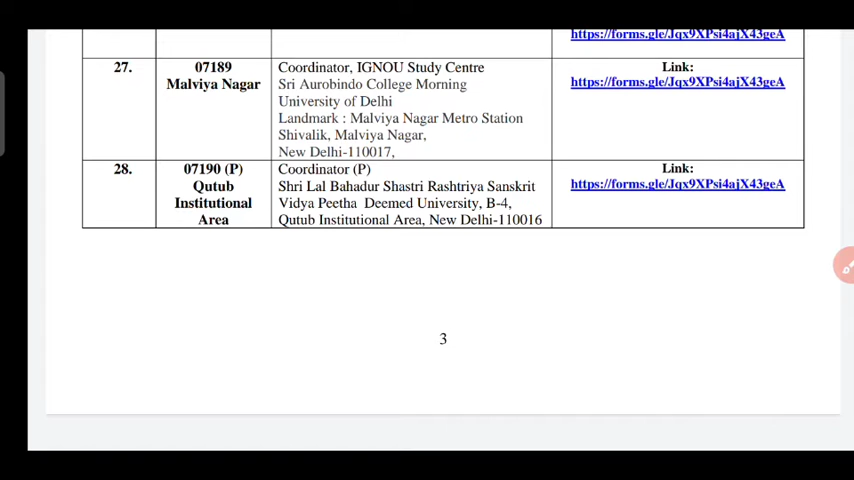 https://forms.gle/Jqx9XPsi4ajX43geA
27.
07189
Malviya Nagar
Coordinator, IGNOU Study Centre
Sri Aurobindo College Morning
University of Delhi
Landmark : Malviya Nagar Metro Station
Shivalik, Malviya Nagar,
New Delhi-110017,
Link:
https://forms.gle/Jqx9XPsi4ajX43geA
28.
07190 (P)
Qutub
Institutional
Area
Coordinator (P)
Shri Lal Bahadur Shastri Rashtriya Sanskrit
Vidya Peetha Deemed University, B-4,
Qutub Institutional Area, New Delhi-110016
Link:
https://forms.gle/Jqx9XPsi4ajX43geA
3